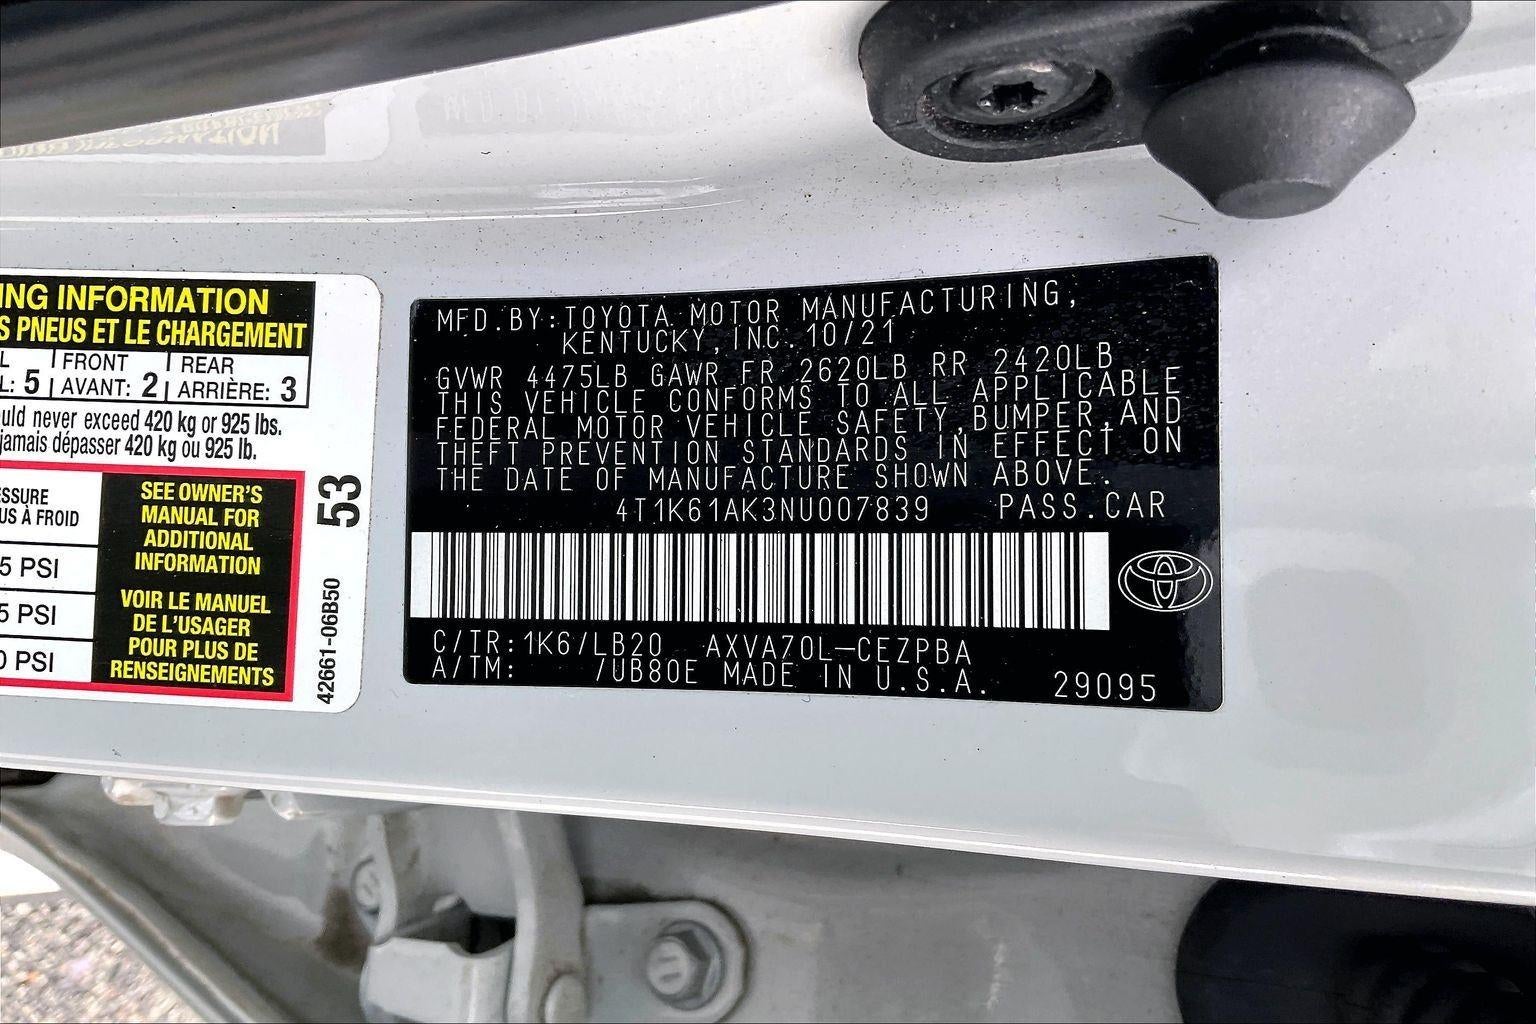 ING INFORMATION
S PNEUS ET LE CHARGEMENT
L FRONT REAR
L: 5 AVANT: 2 ARRIÈRE: 3
uld never exceed 420 kg or 925 lbs.
jamais dépasser 420 kg ou 925 lb.
ESSURE
US À FROID
5 PSI
5 PSI
0 PSI
SEE OWNER'S
MANUAL FOR
ADDITIONAL
INFORMATION
VOIR LE MANUEL
DE L'USAGER
POUR PLUS DE
RENSEIGNEMENTS
53
42661-06B50
MFD.BY:TOYOTA MOTOR MANUFACTURING,
KENTUCKY,INC.10/21
GVWR 4475LB GAWR FR 2620LB RR 2420LB
THIS VEHICLE CONFORMS TO ALL APPLICABLE
FEDERAL MOTOR VEHICLE SAFETY,BUMPER,AND
THEFT PREVENTION STANDARDS IN EFFECT ON
THE DATE OF MANUFACTURE SHOWN ABOVE.
4T1K61AK3NU007839 PASS.CAR
C/TR:1K6/LB20 AXVA70L-CEZPBA
A/TM: /UB80E MADE IN U.S.A. 29095